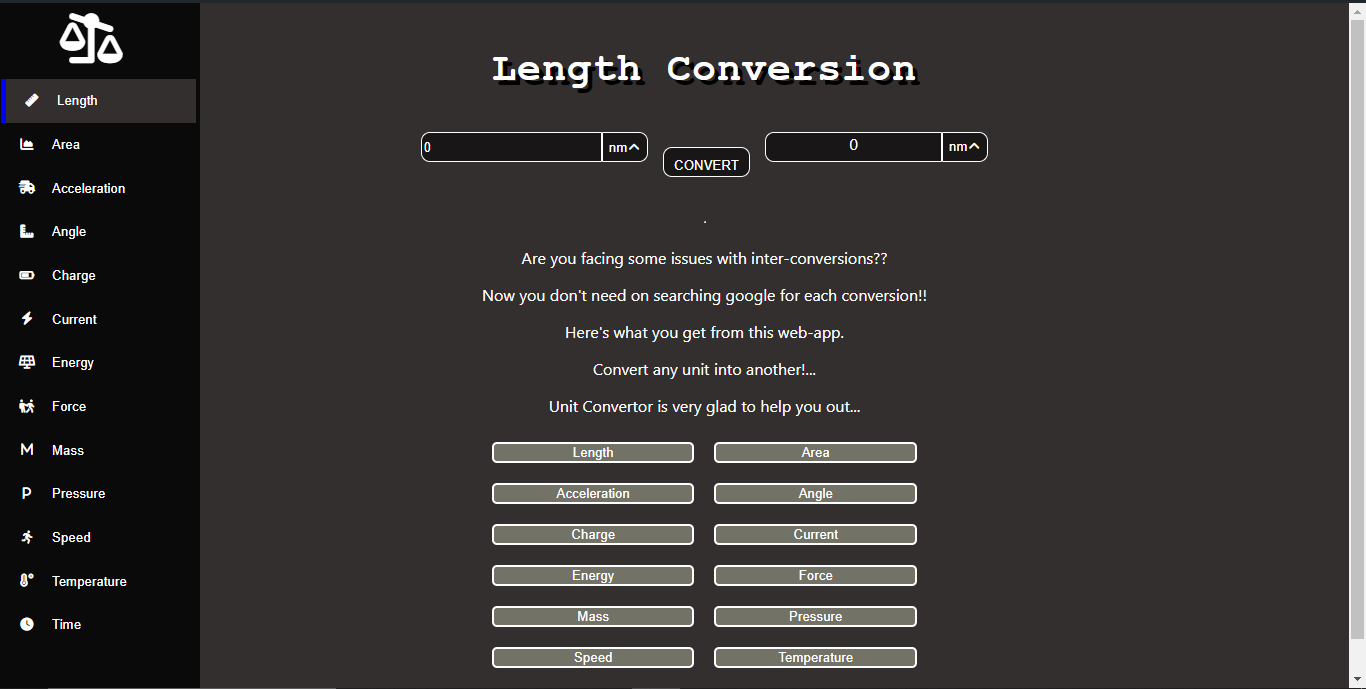 Length
Area
Acceleration
Angle
Charge
Current
Energy
Force
M Mass
P Pressure
Speed
Temperature
Time
Length Conversion
0 nm CONVERT 0 nm
.
Are you facing some issues with inter-conversions??
Now you don't need on searching google for each conversion!!
Here's what you get from this web-app.
Convert any unit into another!...
Unit Convertor is very glad to help you out...
Length Area
Acceleration Angle
Charge Current
Energy Force
Mass Pressure
Speed Temperature